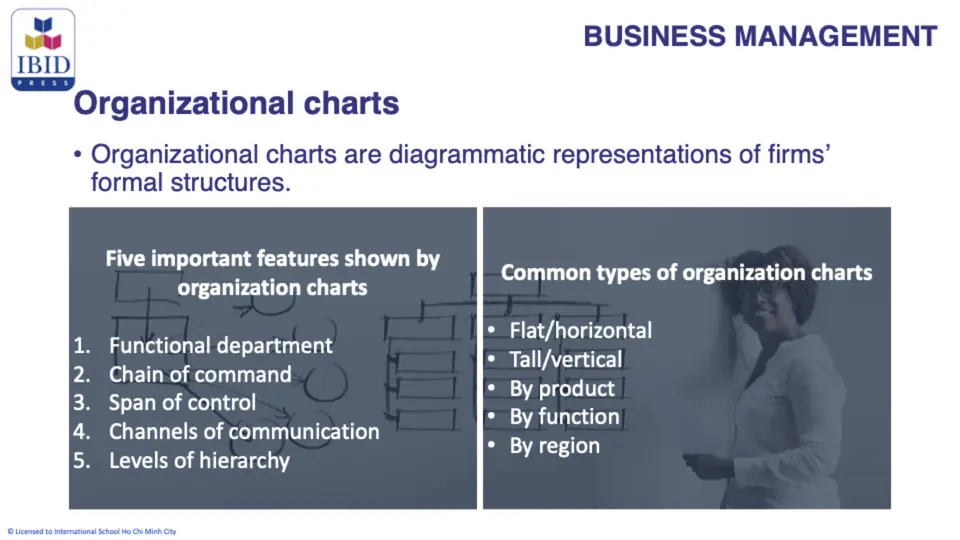 IBID
PRESS
BUSINESS MANAGEMENT
Organizational charts
• Organizational charts are diagrammatic representations of firms’
formal structures.
Five important features shown by
organization charts
1. Functional department
2. Chain of command
3. Span of control
4. Channels of communication
5. Levels of hierarchy
Common types of organization charts
• Flat/horizontal
• Tall/vertical
• By product
• By function
• By region
© Licensed to International School Ho Chi Minh City